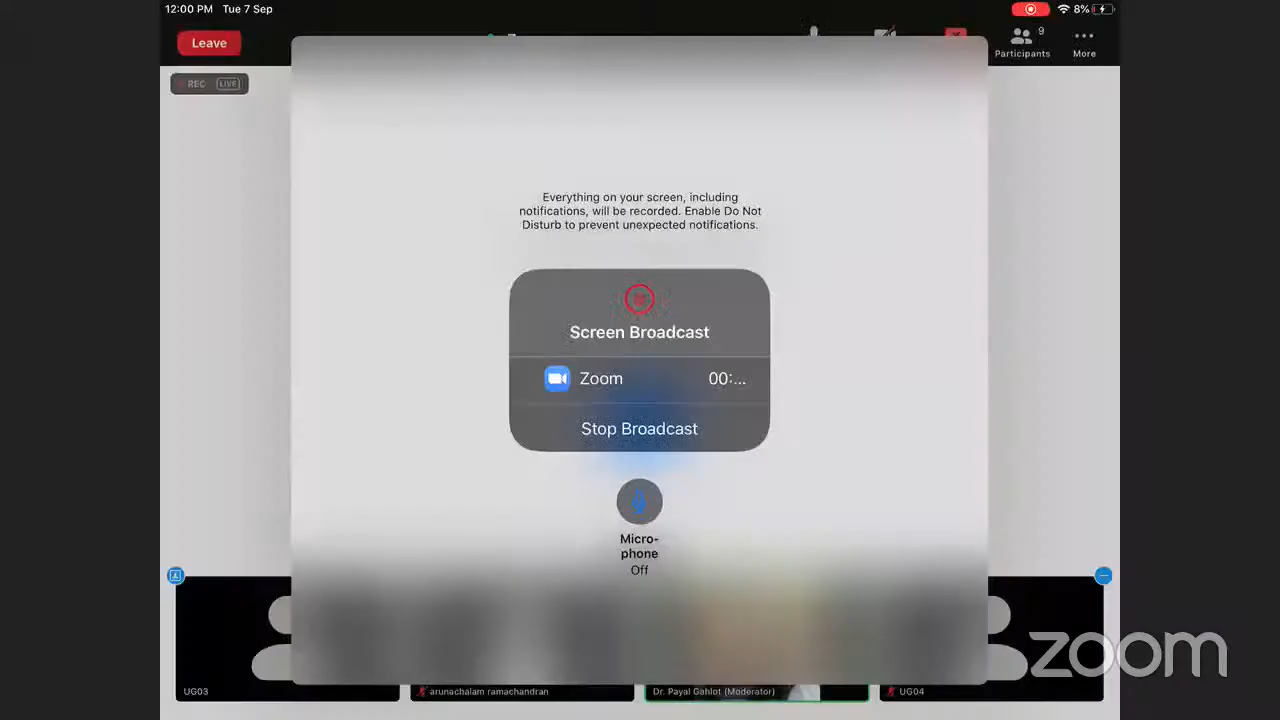 12:00 PM Tue 7 Sep
8%
Leave
9
Participants
More
REC LIVE
Everything on your screen, including
notifications, will be recorded. Enable Do Not
Disturb to prevent unexpected notifications.
Screen Broadcast
Zoom 00:...
Stop Broadcast
Micro-
phone
Off
UG03
arunachalam ramachandran
Dr. Payal Gahlot (Moderator)
UG04
zoom